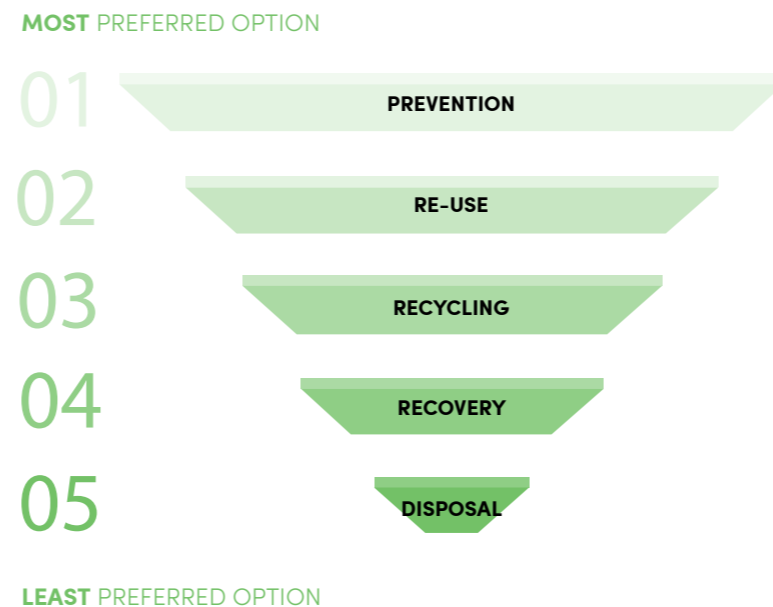 MOST PREFERRED OPTION
01
PREVENTION
02
RE-USE
03
RECYCLING
04
RECOVERY
05
DISPOSAL
LEAST PREFERRED OPTION